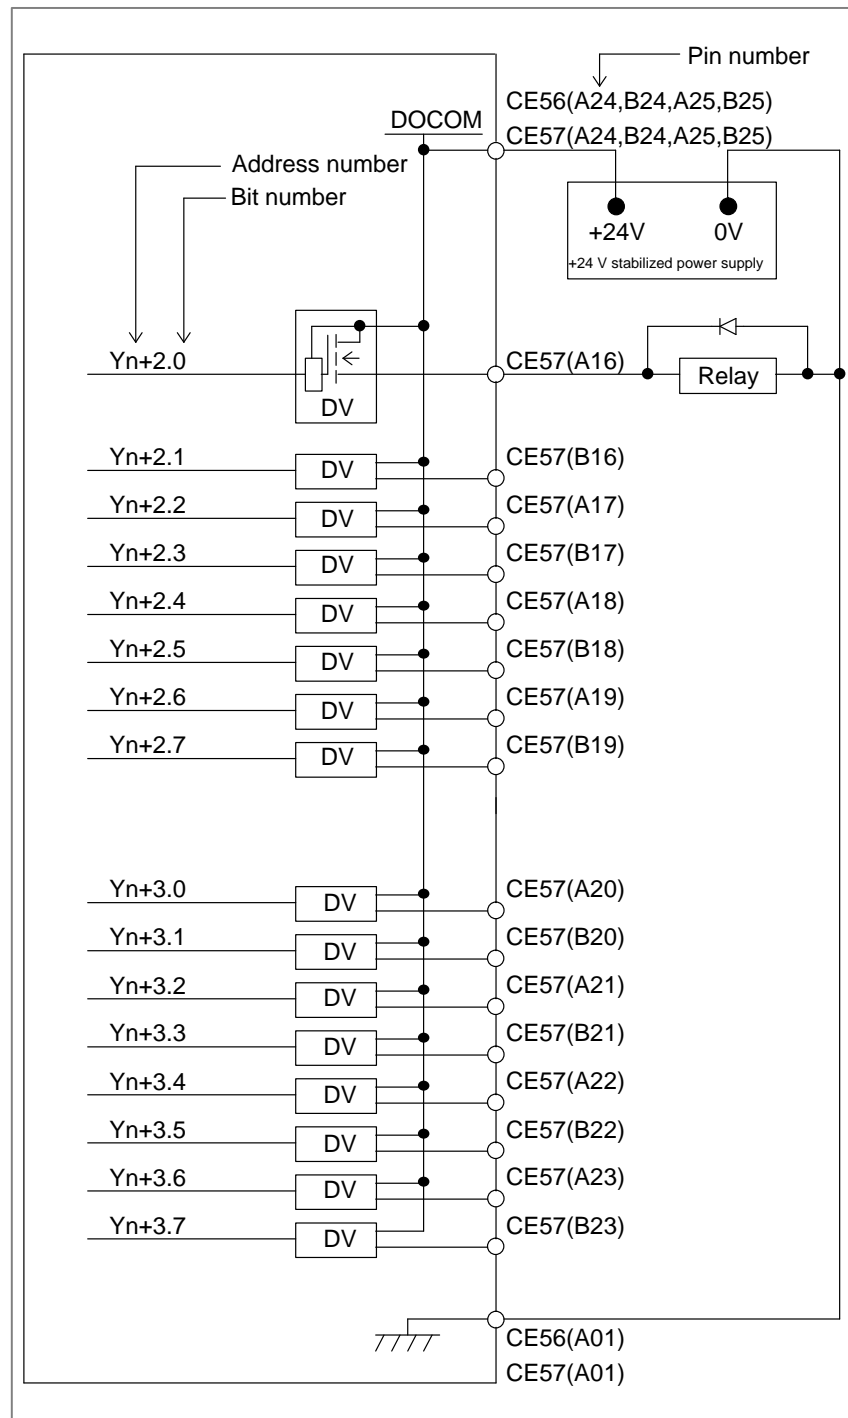 Pin number
CE56(A24,B24,A25,B25)
DOCOM
CE57(A24,B24,A25,B25)
Address number
Bit number
+24V 0V
+24 V stabilized power supply
Yn+2.0 DV CE57(A16) Relay
Yn+2.1 DV CE57(B16)
Yn+2.2 DV CE57(A17)
Yn+2.3 DV CE57(B17)
Yn+2.4 DV CE57(A18)
Yn+2.5 DV CE57(B18)
Yn+2.6 DV CE57(A19)
Yn+2.7 DV CE57(B19)
Yn+3.0 DV CE57(A20)
Yn+3.1 DV CE57(B20)
Yn+3.2 DV CE57(A21)
Yn+3.3 DV CE57(B21)
Yn+3.4 DV CE57(A22)
Yn+3.5 DV CE57(B22)
Yn+3.6 DV CE57(A23)
Yn+3.7 DV CE57(B23)
CE56(A01)
CE57(A01)